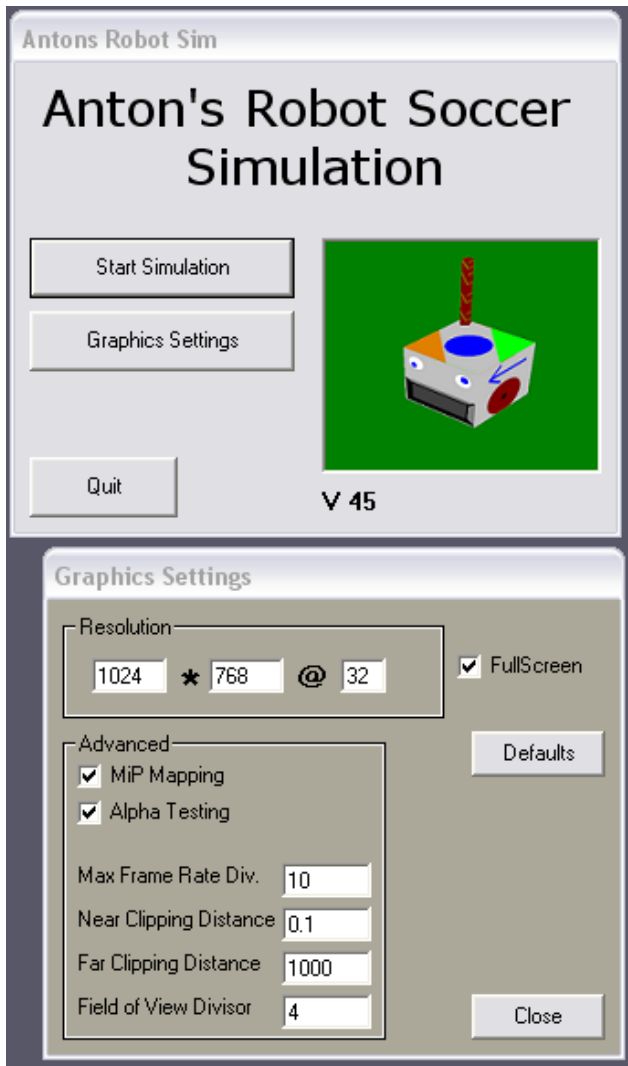 Antons Robot Sim
Anton's Robot Soccer
Simulation
Start Simulation
Graphics Settings
Quit
V 45
Graphics Settings
Resolution
1024 * 768 @ 32
FullScreen
Advanced
Defaults
MiP Mapping
Alpha Testing
Max Frame Rate Div. 10
Near Clipping Distance 0.1
Far Clipping Distance 1000
Field of View Divisor 4
Close